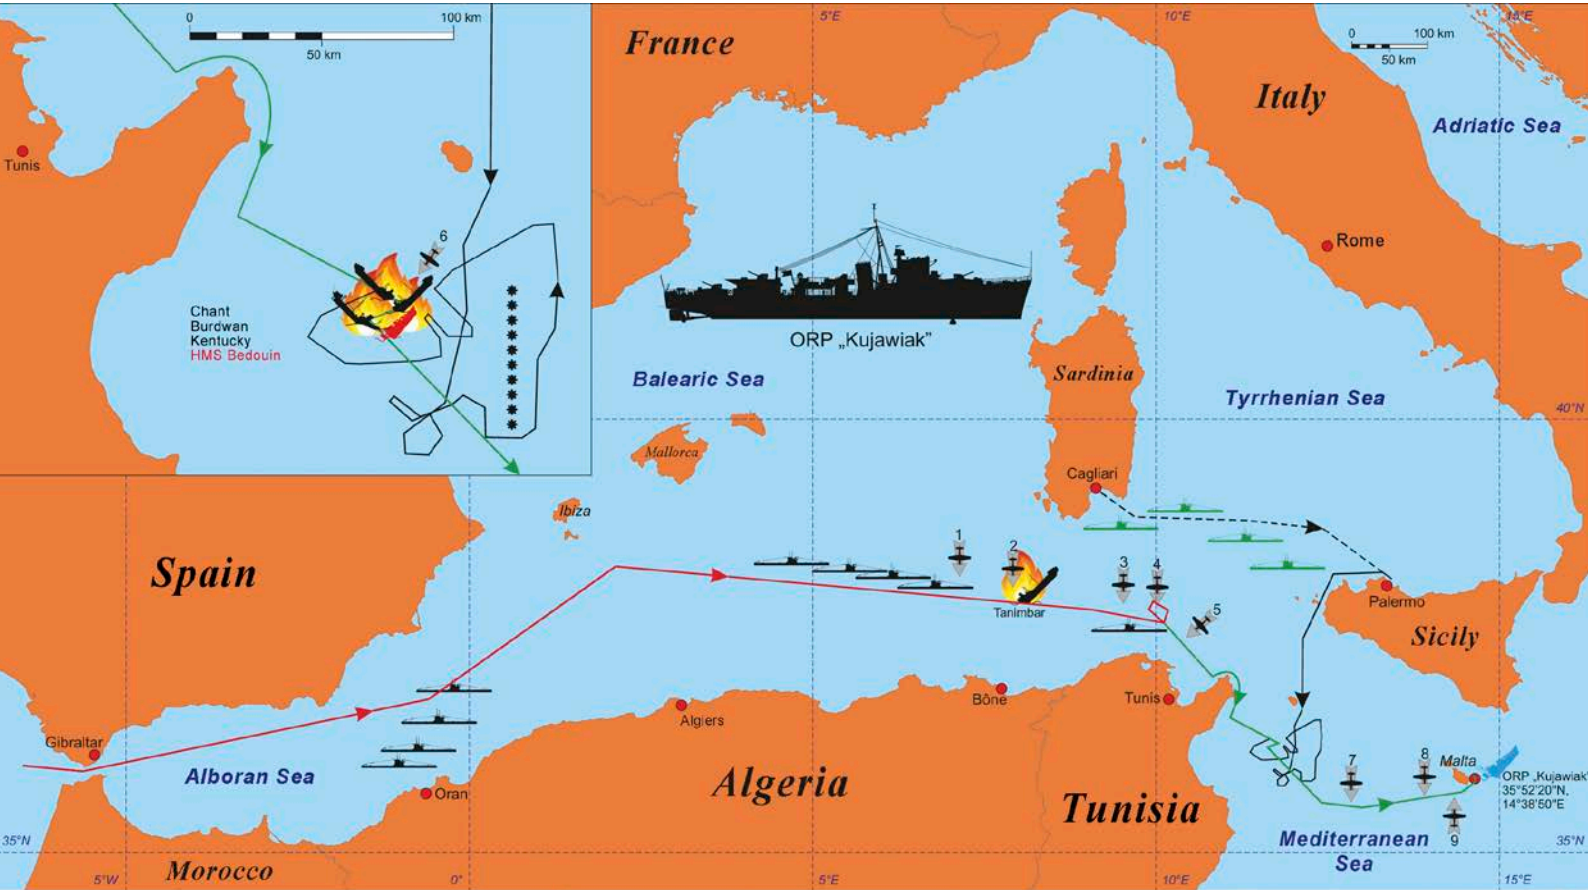 0
100 km
50 km
Tunis
6
Chant
Burdwan
Kentucky
HMS Bedouin
France
5°E
10°E
15°E
0
100 km
50 km
Italy
Adriatic Sea
Rome
ORP „Kujawiak”
Balearic Sea
Sardinia
Tyrrhenian Sea
40°N
Mallorca
Cagliari
Ibiza
Spain
1
2
3
4
5
Tanimbar
Palermo
Sicily
Bône
Tunis
Algiers
Gibraltar
Alboran Sea
Oran
Algeria
Tunisia
7
8
9
Malta
ORP „Kujawiak”
35°52'20"N,
14°38'50"E
Mediterranean
Sea
35°N
35°N
Morocco
5°W
0°
5°E
10°E
15°E